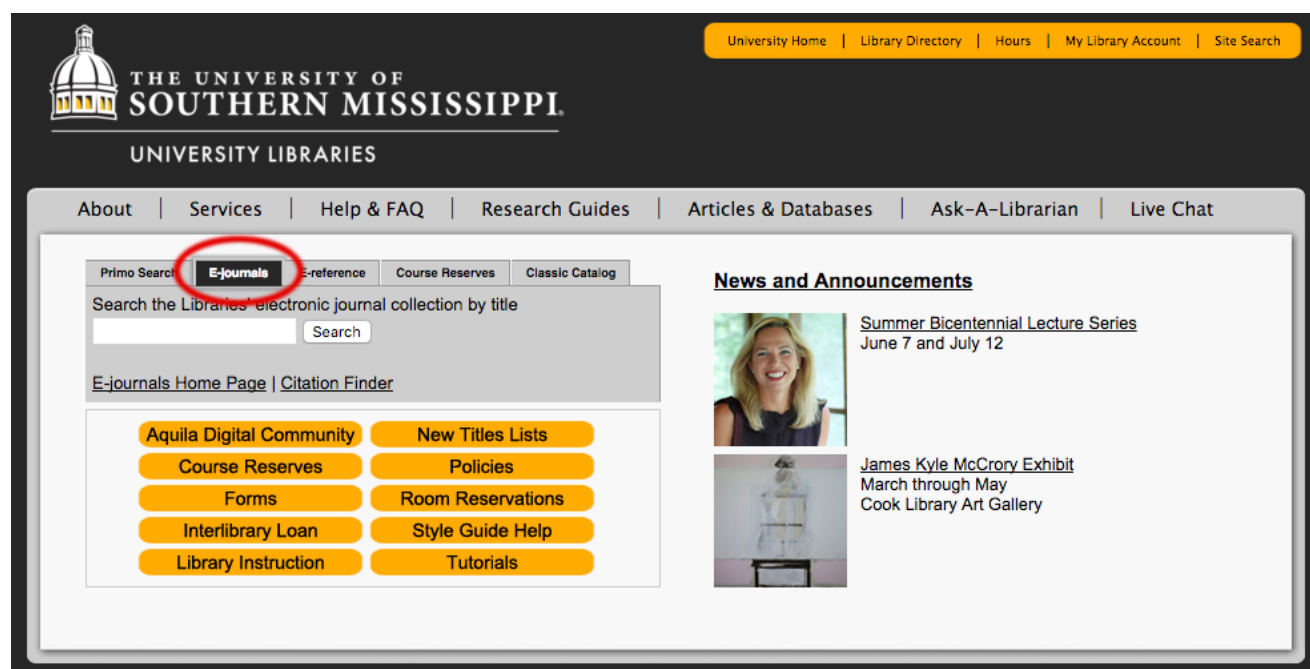 University Home | Library Directory | Hours | My Library Account | Site Search
THE UNIVERSITY OF
SOUTHERN MISSISSIPPI®
UNIVERSITY LIBRARIES
About | Services | Help & FAQ | Research Guides | Articles & Databases | Ask-A-Librarian | Live Chat
Primo Search E-journals E-reference Course Reserves Classic Catalog
Search the Libraries' electronic journal collection by title
Search
E-journals Home Page | Citation Finder
Aquila Digital Community New Titles Lists
Course Reserves Policies
Forms Room Reservations
Interlibrary Loan Style Guide Help
Library Instruction Tutorials
News and Announcements
Summer Bicentennial Lecture Series
June 7 and July 12
James Kyle McCrory Exhibit
March through May
Cook Library Art Gallery